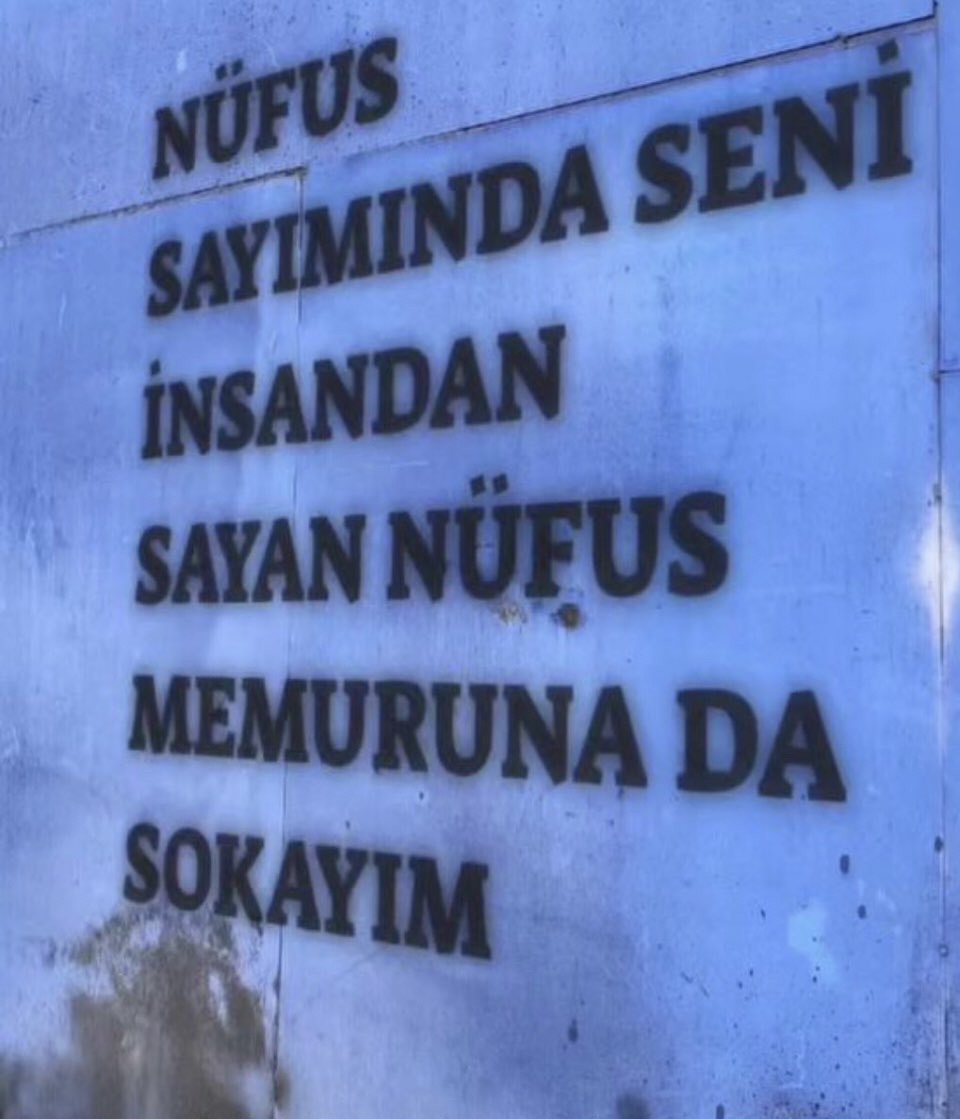 NÜFUS
SAYIMINDA SENİ
İNSANDAN
SAYAN NÜFUS
MEMURUNA DA
SOKAYIM